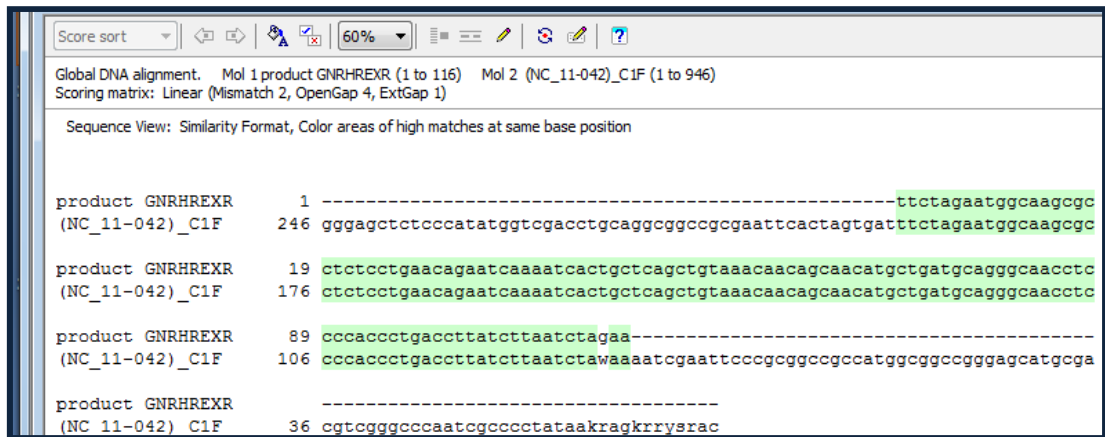 Score sort 60%
Global DNA alignment. Mol 1 product GNRHREXR (1 to 116) Mol 2 (NC_11-042)_C1F (1 to 946)
Scoring matrix: Linear (Mismatch 2, OpenGap 4, ExtGap 1)
Sequence View: Similarity Format, Color areas of high matches at same base position
product GNRHREXR 1 ----------------------------------------------------ttctagaatggcaagcgc
(NC_11-042)_C1F 246 gggagctctcccatatggtcgacctgcaggcggccgcgaattcactagtgatttctagaatggcaagcgc
product GNRHREXR 19 ctctcctgaacagaatcaaaatcactgctcagctgtaaacaacagcaacatgctgatgcagggcaacctc
(NC_11-042)_C1F 176 ctctcctgaacagaatcaaaatcactgctcagctgtaaacaacagcaacatgctgatgcagggcaacctc
product GNRHREXR 89 cccaccctgaccttatcttaatctagaa------------------------------------------
(NC_11-042)_C1F 106 cccaccctgaccttatcttaatctawaaaatcgaattcccgcggccgccatggcggccgggagcatgcga
product GNRHREXR ------------------------------------
(NC_11-042)_C1F 36 cgtcgggcccaatcgcccctataakragkrrysrac